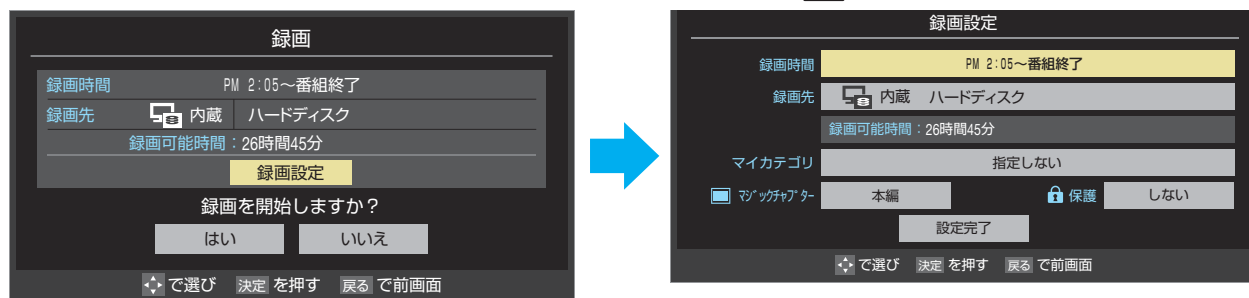 録画
録画時間 PM 2:05～番組終了
録画先 内蔵 ハードディスク
録画可能時間：26時間45分
録画設定
録画を開始しますか？
はい いいえ
で選び 決定 を押す 戻る で前画面
録画設定
録画時間 PM 2:05～番組終了
録画先 内蔵 ハードディスク
録画可能時間：26時間45分
マイカテゴリ 指定しない
マジックチャプター 本編 保護 しない
設定完了
で選び 決定 を押す 戻る で前画面